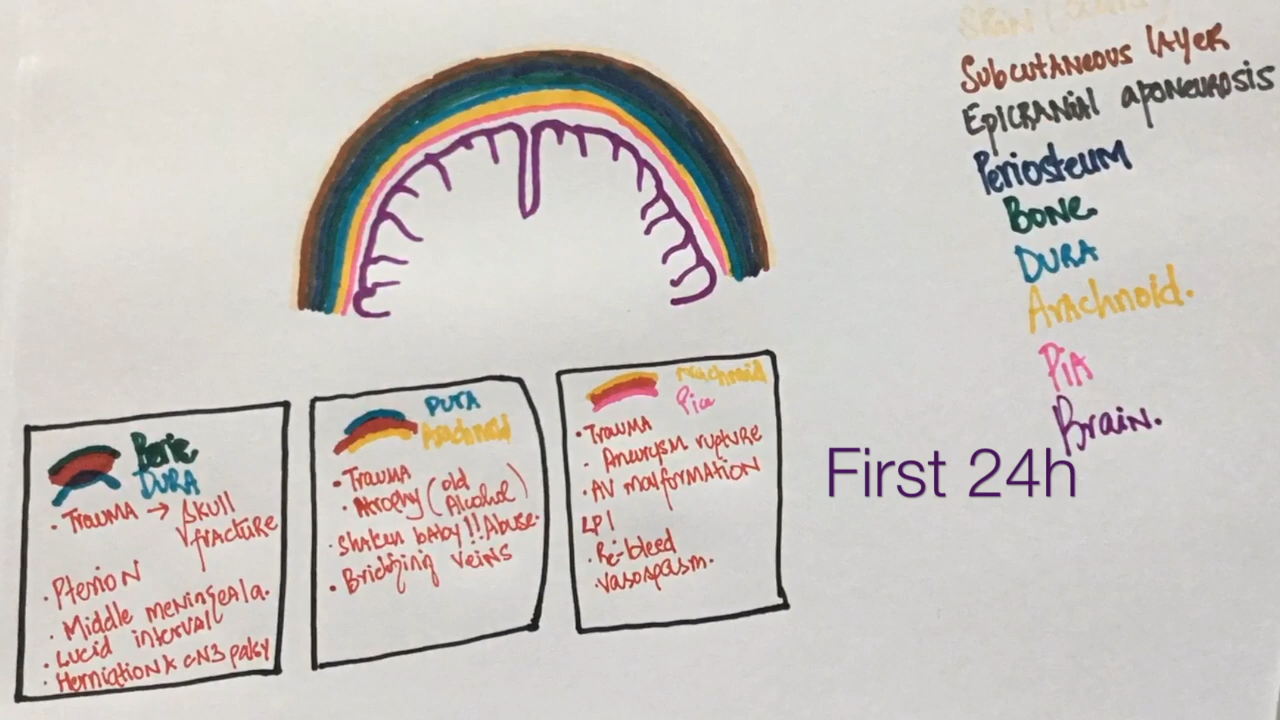 SKIN
Subcutaneous layer
Epicranial aponeurosis
Periosteum
Bone
DURA
Arachnoid.
PiA
Brain.
First 24h
DURA
· Trauma → skull
fracture
· Pterion
· Middle meningeal a.
· Lucid interval
· Herniation & CN3 palsy
DURA
Arachnoid
· Trauma
· Atrophy (old
Alcohol)
· Shaken baby!! Abuse.
· Bridging veins
Arachnoid
Pia
· Trauma
· Aneurysm rupture
· AV malformation
LP!
· Re-bleed
· Vasospasm.